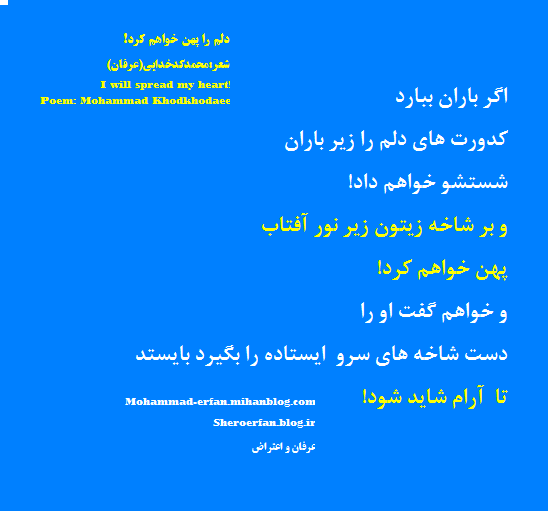 دلم را پهن خواهم کرد!
شعر:محمدکدخدایی(عرفان)
I will spread my heart!
Poem: Mohammad Khodkhodaee
اگر باران ببارد
کدورت های دلم را زیر باران
شستشو خواهم داد!
و بر شاخه زیتون زیر نور آفتاب
پهن خواهم کرد!
و خواهم گفت او را
دست شاخه های سرو ایستاده را بگیرد بایستد
تا آرام شاید شود!
Mohammad-erfan.mihanblog.com
Sheroerfan.blog.ir
عرفان و اعتراض